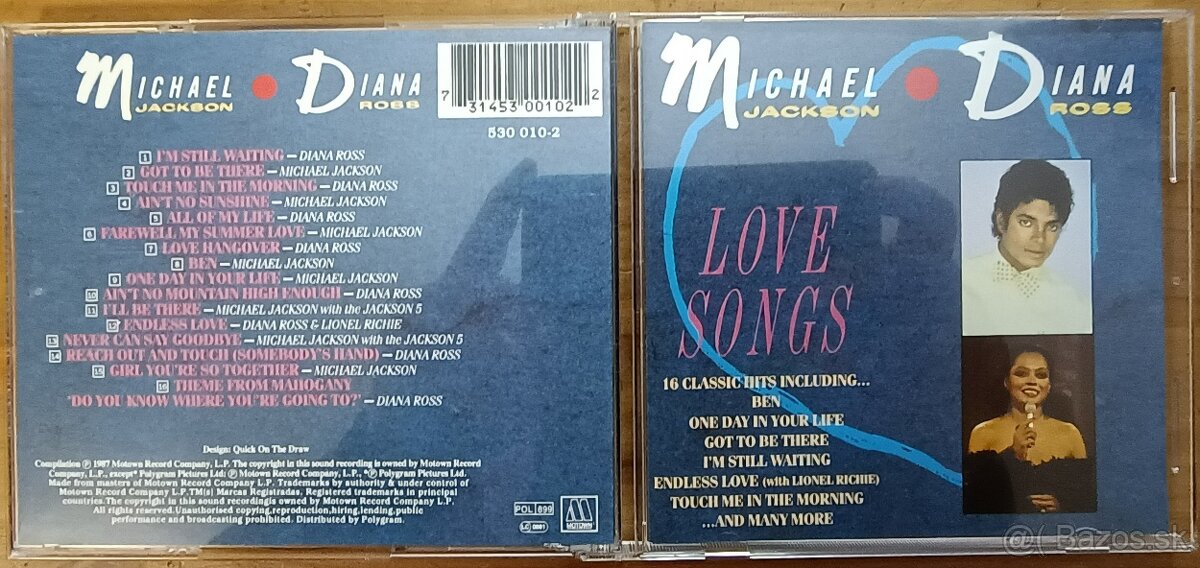 MICHAEL JACKSON • DIANA ROSS
7 31453 00102 2
530 010-2
1 I'M STILL WAITING – DIANA ROSS
2 GOT TO BE THERE – MICHAEL JACKSON
3 TOUCH ME IN THE MORNING – DIANA ROSS
4 AIN'T NO SUNSHINE – MICHAEL JACKSON
5 ALL OF MY LIFE – DIANA ROSS
6 FAREWELL MY SUMMER LOVE – MICHAEL JACKSON
7 LOVE HANGOVER – DIANA ROSS
8 BEN – MICHAEL JACKSON
9 ONE DAY IN YOUR LIFE – MICHAEL JACKSON
10 AIN'T NO MOUNTAIN HIGH ENOUGH – DIANA ROSS
11 I'LL BE THERE – MICHAEL JACKSON with the JACKSON 5
12 ENDLESS LOVE – DIANA ROSS & LIONEL RICHIE
13 NEVER CAN SAY GOODBYE – MICHAEL JACKSON with the JACKSON 5
14 REACH OUT AND TOUCH (SOMEBODY'S HAND) – DIANA ROSS
15 GIRL YOU'RE SO TOGETHER – MICHAEL JACKSON
16 THEME FROM MAHOGANY
'DO YOU KNOW WHERE YOU'RE GOING TO?' – DIANA ROSS
Design: Quick On The Draw
Compilation ℗ 1987 Motown Record Company, L.P. The copyright in this sound recording is owned by Motown Record
Company, L.P., except* Polygram Pictures Ltd: ℗ Motown Record Company, L.P., *℗ Polygram Pictures Ltd.
Made from masters of Motown Record Company, L.P. Trademarks by authority & under control of
Motown Record Company L.P.TM(s) Marcas Registradas. Registered trademarks in principal
countries.The copyright in this sound recordingis owned by Motown Record Company L.P.
All rights reserved.Unauthorised copying,reproduction,hiring,lending,public
performance and broadcasting prohibited. Distributed by Polygram.
POL 899
LC 0881
MOTOWN
MICHAEL JACKSON • DIANA ROSS
LOVE
SONGS
16 CLASSIC HITS INCLUDING...
BEN
ONE DAY IN YOUR LIFE
GOT TO BE THERE
I'M STILL WAITING
ENDLESS LOVE (with LIONEL RICHIE)
TOUCH ME IN THE MORNING
...AND MANY MORE
Bazos.sk